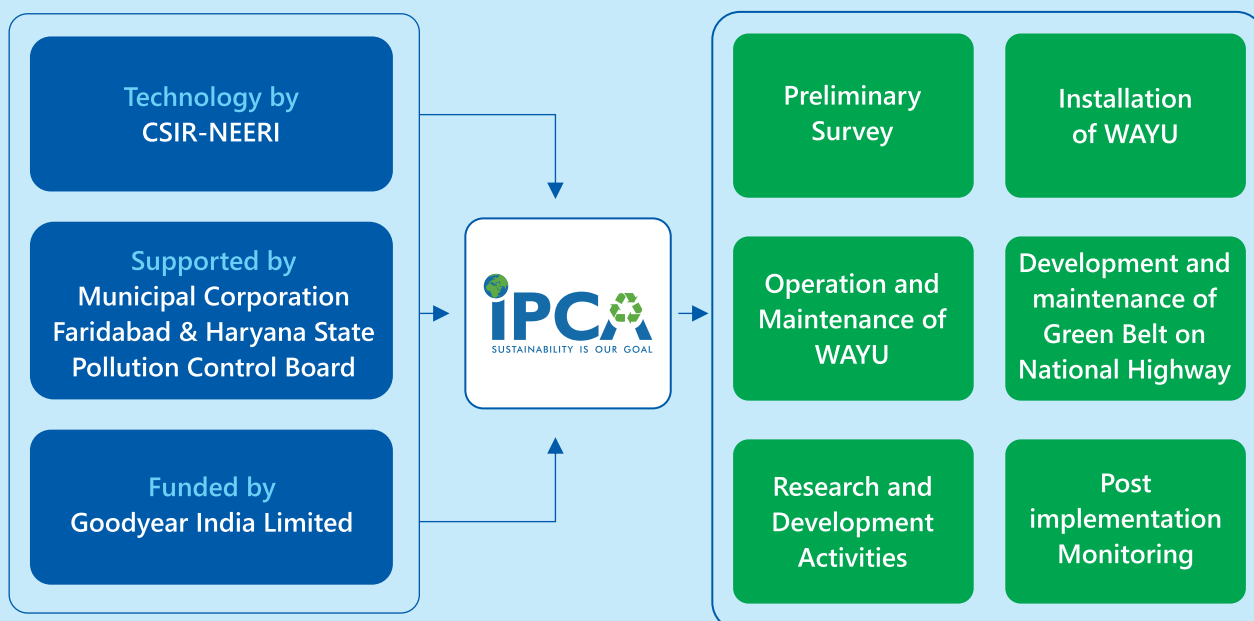 Technology by
CSIR-NEERI
Supported by
Municipal Corporation
Faridabad & Haryana State
Pollution Control Board
Funded by
Goodyear India Limited
iPCA
SUSTAINABILITY IS OUR GOAL
Preliminary
Survey
Installation
of WAYU
Operation and
Maintenance of
WAYU
Development and
maintenance of
Green Belt on
National Highway
Research and
Development
Activities
Post
implementation
Monitoring